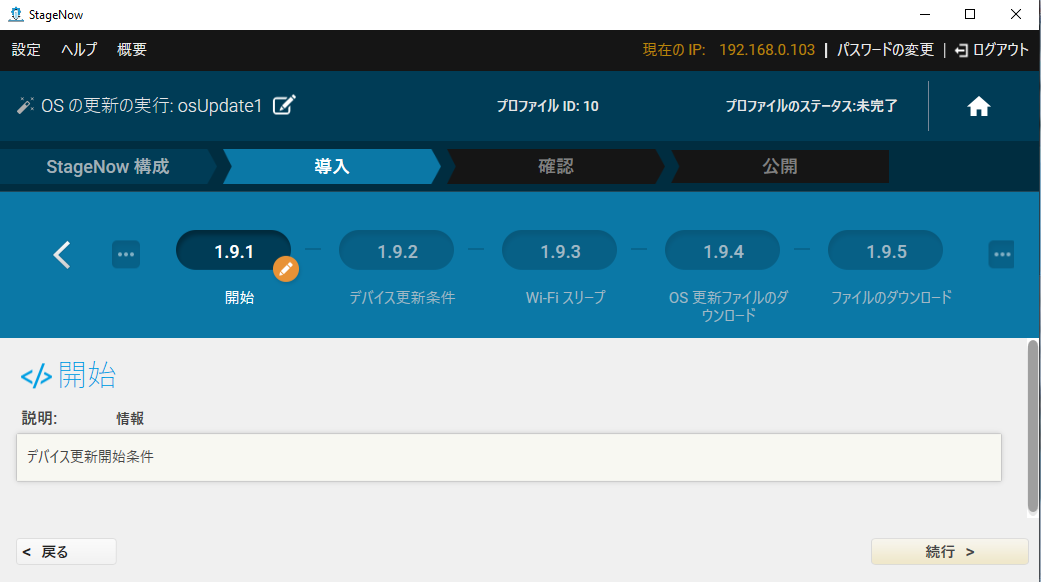 StageNow
設定 ヘルプ 概要 現在の IP: 192.168.0.103 | パスワードの変更 | ログアウト
OS の更新の実行: osUpdate1 プロファイル ID: 10 プロファイルのステータス:未完了
StageNow 構成 導入 確認 公開
1.9.1 1.9.2 1.9.3 1.9.4 1.9.5
開始 デバイス更新条件 Wi-Fi スリープ OS 更新ファイルのダ ファイルのダウンロード
ウンロード
</> 開始
説明: 情報
デバイス更新開始条件
< 戻る 続行 >